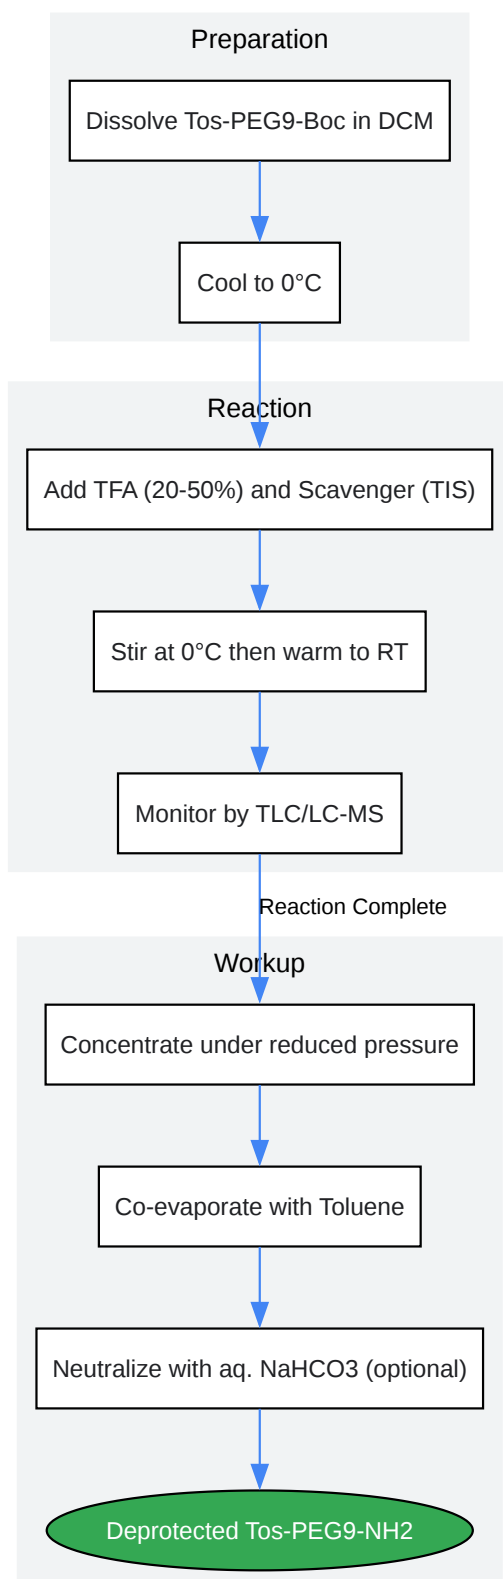 Preparation
Dissolve Tos-PEG9-Boc in DCM
Cool to 0°C
Reaction
Add TFA (20-50%) and Scavenger (TIS)
Stir at 0°C then warm to RT
Monitor by TLC/LC-MS
Reaction Complete
Workup
Concentrate under reduced pressure
Co-evaporate with Toluene
Neutralize with aq. NaHCO3 (optional)
Deprotected Tos-PEG9-NH2